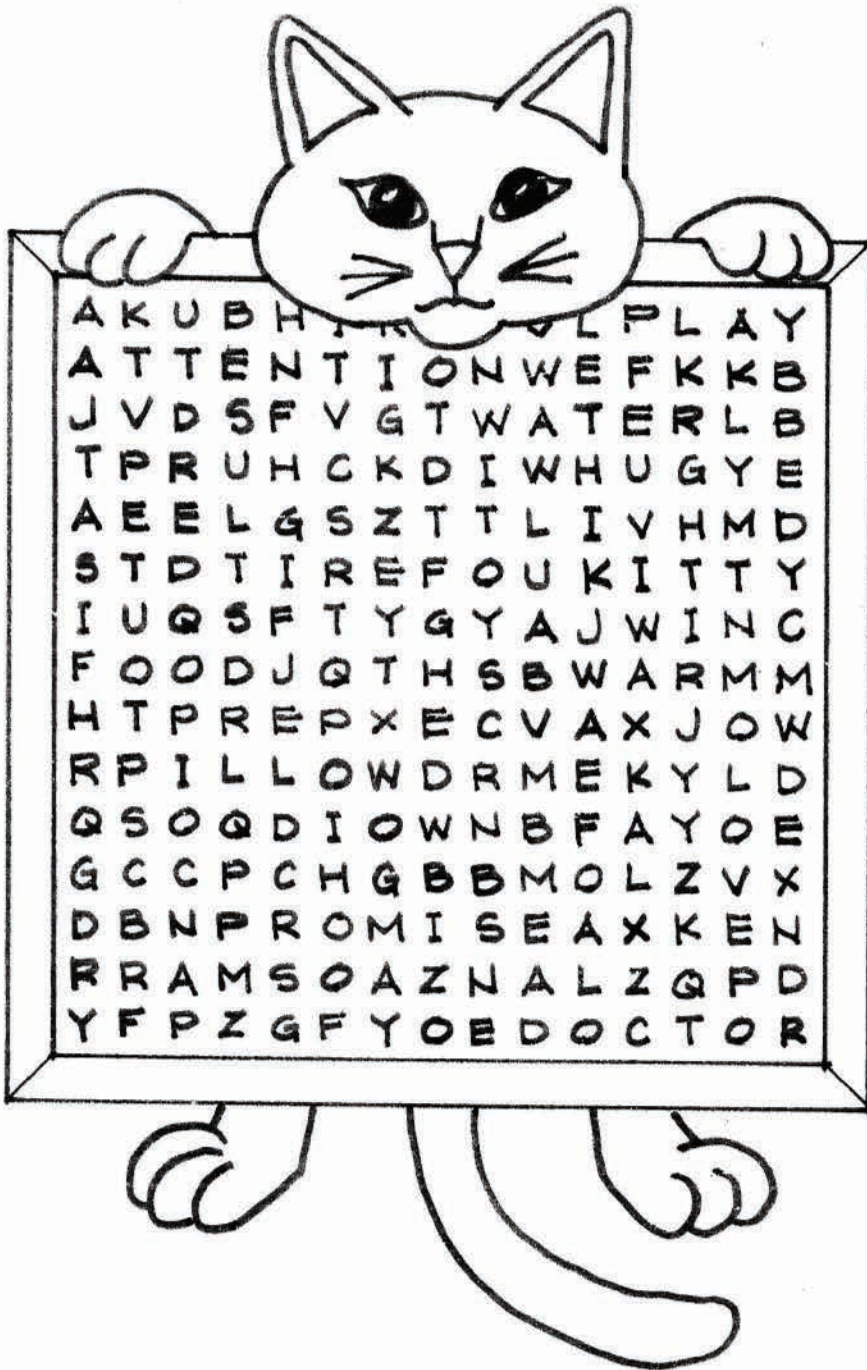 A K U B H L P L A Y
A T T E N T I O N W E F K K B
J V D S F V G T W A T E R L B
T P R U H C K D I W H U G Y E
A E E L G S Z T T L I V H M D
S T D T I R E F O U K I T T Y
I U Q S F T Y G Y A J W I N C
F O O D J Q T H S B W A R M M
H T P R E P X E C V A X J O W
R P I L L O W D R M E K Y L D
Q S O Q D I O W N B F A Y O E
G C C P C H G B B M O L Z V X
D B N P R O M I S E A X K E N
R R A M S O A Z N A L Z Q P D
Y F P Z G F Y O E D O C T O R